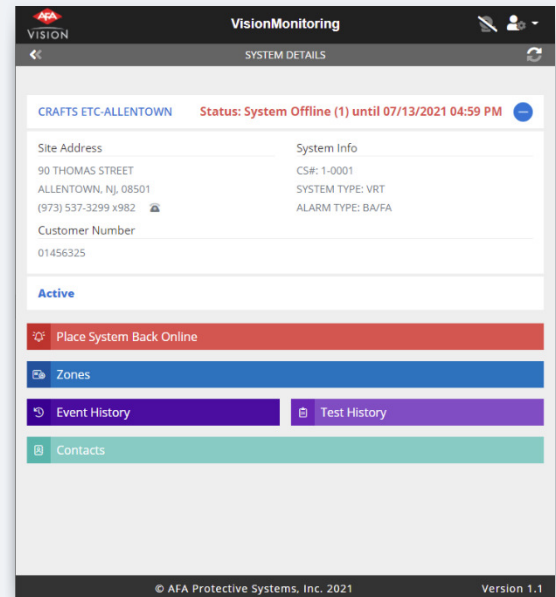 AFA
VISION
VisionMonitoring
SYSTEM DETAILS
CRAFTS ETC-ALLENTOWN Status: System Offline (1) until 07/13/2021 04:59 PM
Site Address
90 THOMAS STREET
ALLENTOWN, NJ, 08501
(973) 537-3299 x982
Customer Number
01456325
System Info
CS#: 1-0001
SYSTEM TYPE: VRT
ALARM TYPE: BA/FA
Active
Place System Back Online
Zones
Event History
Test History
Contacts
© AFA Protective Systems, Inc. 2021 Version 1.1